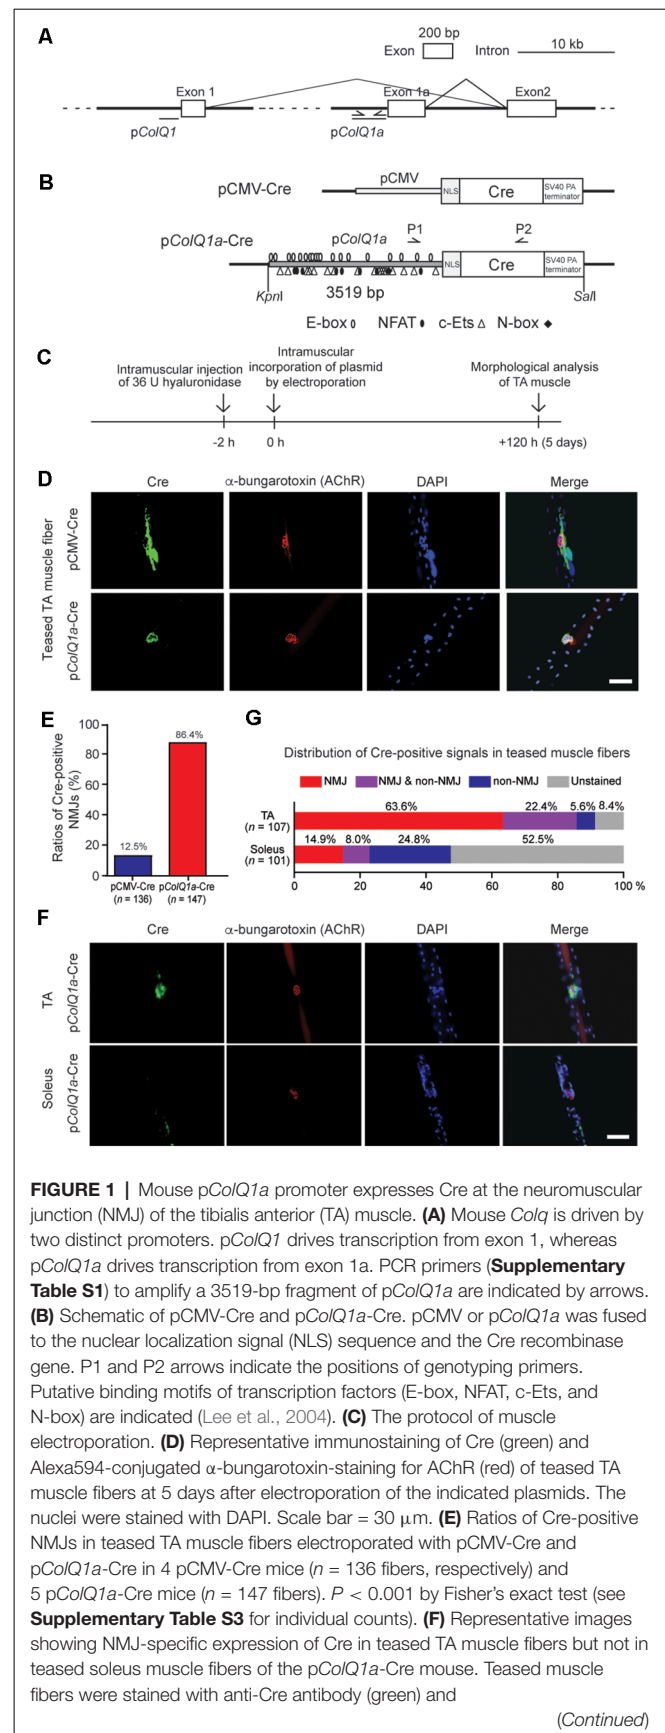 A
200 bp
Exon
Intron
10 kb
Exon 1
Exon 1a
Exon2
pColQ1
pColQ1a
B
pCMV-Cre
pCMV
NLS
Cre
SV40 PA
terminator
pColQ1a-Cre
pColQ1a
P1
P2
NLS
Cre
SV40 PA
terminator
KpnI
3519 bp
SalI
E-box
NFAT
c-Ets
N-box
C
Intramuscular injection
of 36 U hyaluronidase
Intramuscular
incorporation of plasmid
by electroporation
Morphological analysis
of TA muscle
-2 h
0 h
+120 h (5 days)
D
Cre
α-bungarotoxin (AChR)
DAPI
Merge
Teased TA muscle fiber
pCMV-Cre
pColQ1a-Cre
E
Ratios of Cre-positive
NMJs (%)
100
80
60
40
20
0
12.5%
86.4%
pCMV-Cre
(n = 136)
pColQ1a-Cre
(n = 147)
G
Distribution of Cre-positive signals in teased muscle fibers
NMJ
NMJ & non-NMJ
non-NMJ
Unstained
TA
(n = 107)
63.6%
22.4%
5.6%
8.4%
Soleus
(n = 101)
14.9%
8.0%
24.8%
52.5%
0
20
40
60
80
100 %
F
Cre
α-bungarotoxin (AChR)
DAPI
Merge
TA
pColQ1a-Cre
Soleus
pColQ1a-Cre
FIGURE 1 | Mouse pColQ1a promoter expresses Cre at the neuromuscular
junction (NMJ) of the tibialis anterior (TA) muscle. (A) Mouse Colq is driven by
two distinct promoters. pColQ1 drives transcription from exon 1, whereas
pColQ1a drives transcription from exon 1a. PCR primers (Supplementary
Table S1) to amplify a 3519-bp fragment of pColQ1a are indicated by arrows.
(B) Schematic of pCMV-Cre and pColQ1a-Cre. pCMV or pColQ1a was fused
to the nuclear localization signal (NLS) sequence and the Cre recombinase
gene. P1 and P2 arrows indicate the positions of genotyping primers.
Putative binding motifs of transcription factors (E-box, NFAT, c-Ets, and
N-box) are indicated (Lee et al., 2004). (C) The protocol of muscle
electroporation. (D) Representative immunostaining of Cre (green) and
Alexa594-conjugated α-bungarotoxin-staining for AChR (red) of teased TA
muscle fibers at 5 days after electroporation of the indicated plasmids. The
nuclei were stained with DAPI. Scale bar = 30 μm. (E) Ratios of Cre-positive
NMJs in teased TA muscle fibers electroporated with pCMV-Cre and
pColQ1a-Cre in 4 pCMV-Cre mice (n = 136 fibers, respectively) and
5 pColQ1a-Cre mice (n = 147 fibers). P < 0.001 by Fisher's exact test (see
Supplementary Table S3 for individual counts). (F) Representative images
showing NMJ-specific expression of Cre in teased TA muscle fibers but not in
teased soleus muscle fibers of the pColQ1a-Cre mouse. Teased muscle
fibers were stained with anti-Cre antibody (green) and
(Continued)